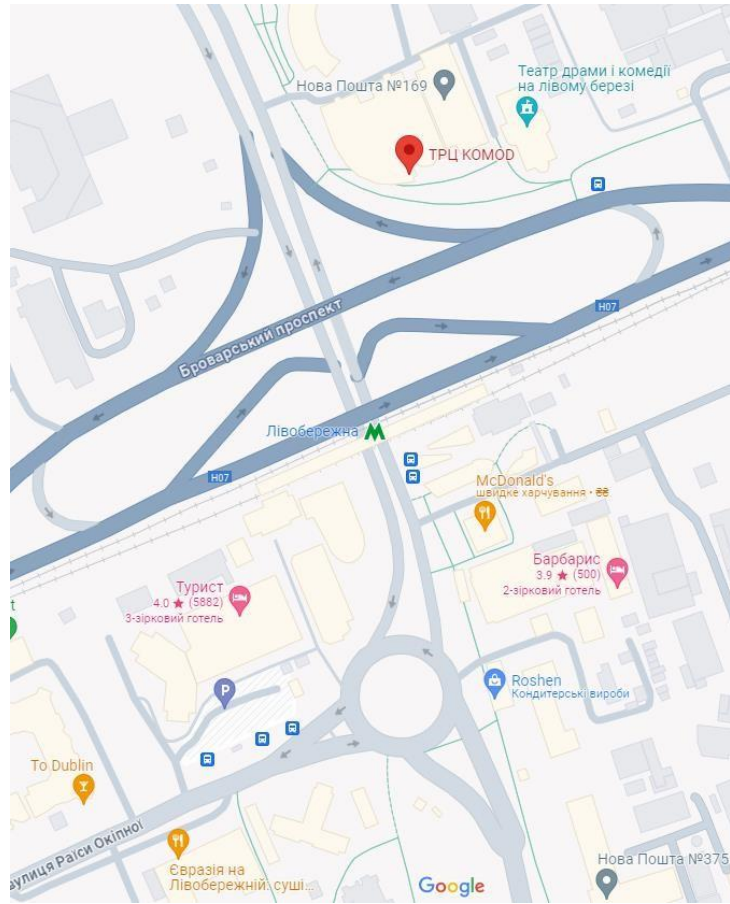 Театр драми і комедії
на лівому березі
Нова Пошта №169
ТРЦ KOMOD
Броварський проспект
H07
Лівобережна
M
H07
McDonald's
швидке харчування •
Барбарис
3.9 ★ (500)
2-зірковий готель
Турист
4.0 ★ (5882)
3-зірковий готель
t
P
Roshen
Кондитерські вироби
To Dublin
вулиця Раїси Окіпної
Євразія на
Лівобережній. суші...
Google
Нова Пошта №375